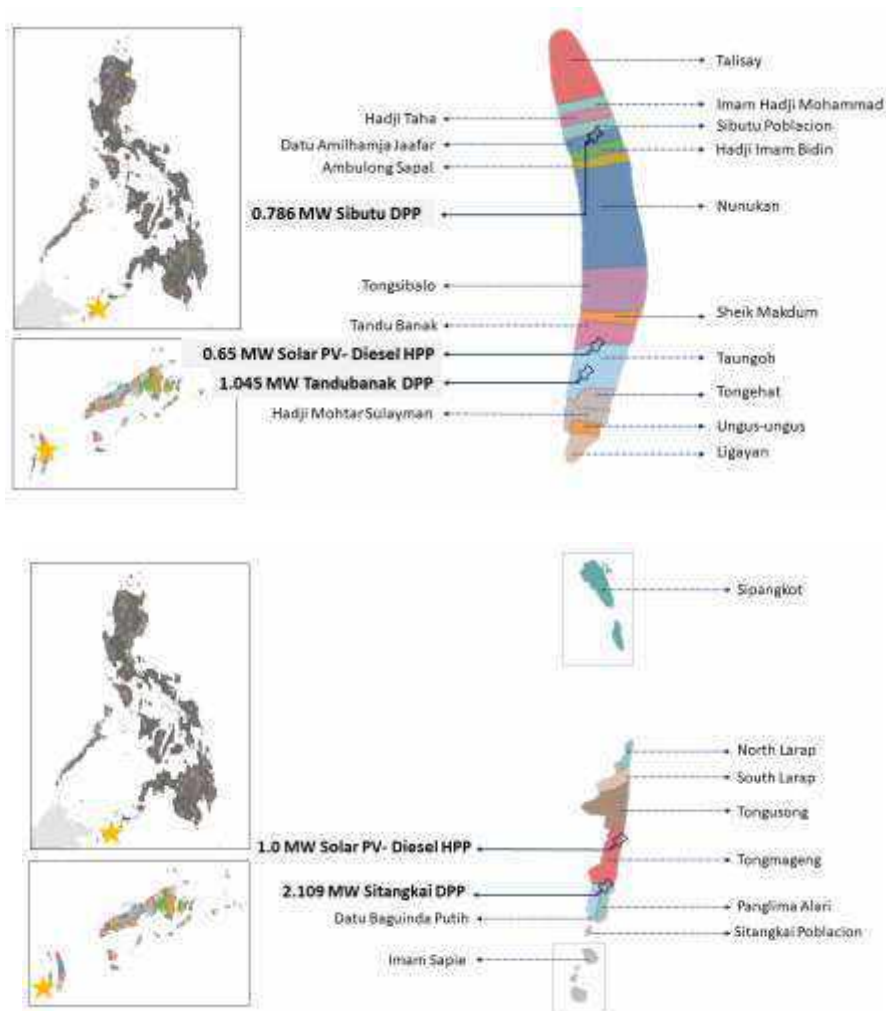 Talisay
Imam Hadji Mohammad
Hadji Taha
Sibutu Poblacion
Datu Amilhamja Jaafar
Hadji Imam Bidin
Ambulong Sapal
0.786 MW Sibutu DPP
Nunukan
Tongsibalo
Sheik Makdum
Tandu Banak
0.65 MW Solar PV- Diesel HPP
Taungoh
1.045 MW Tandubanak DPP
Tongehat
Hadji Mohtar Sulayman
Ungus-ungus
Ligayan
Sipangkot
North Larap
South Larap
Tongusong
1.0 MW Solar PV- Diesel HPP
Tongmageng
2.109 MW Sitangkai DPP
Panglima Alari
Datu Baguinda Putih
Sitangkai Poblacion
Imam Sapie